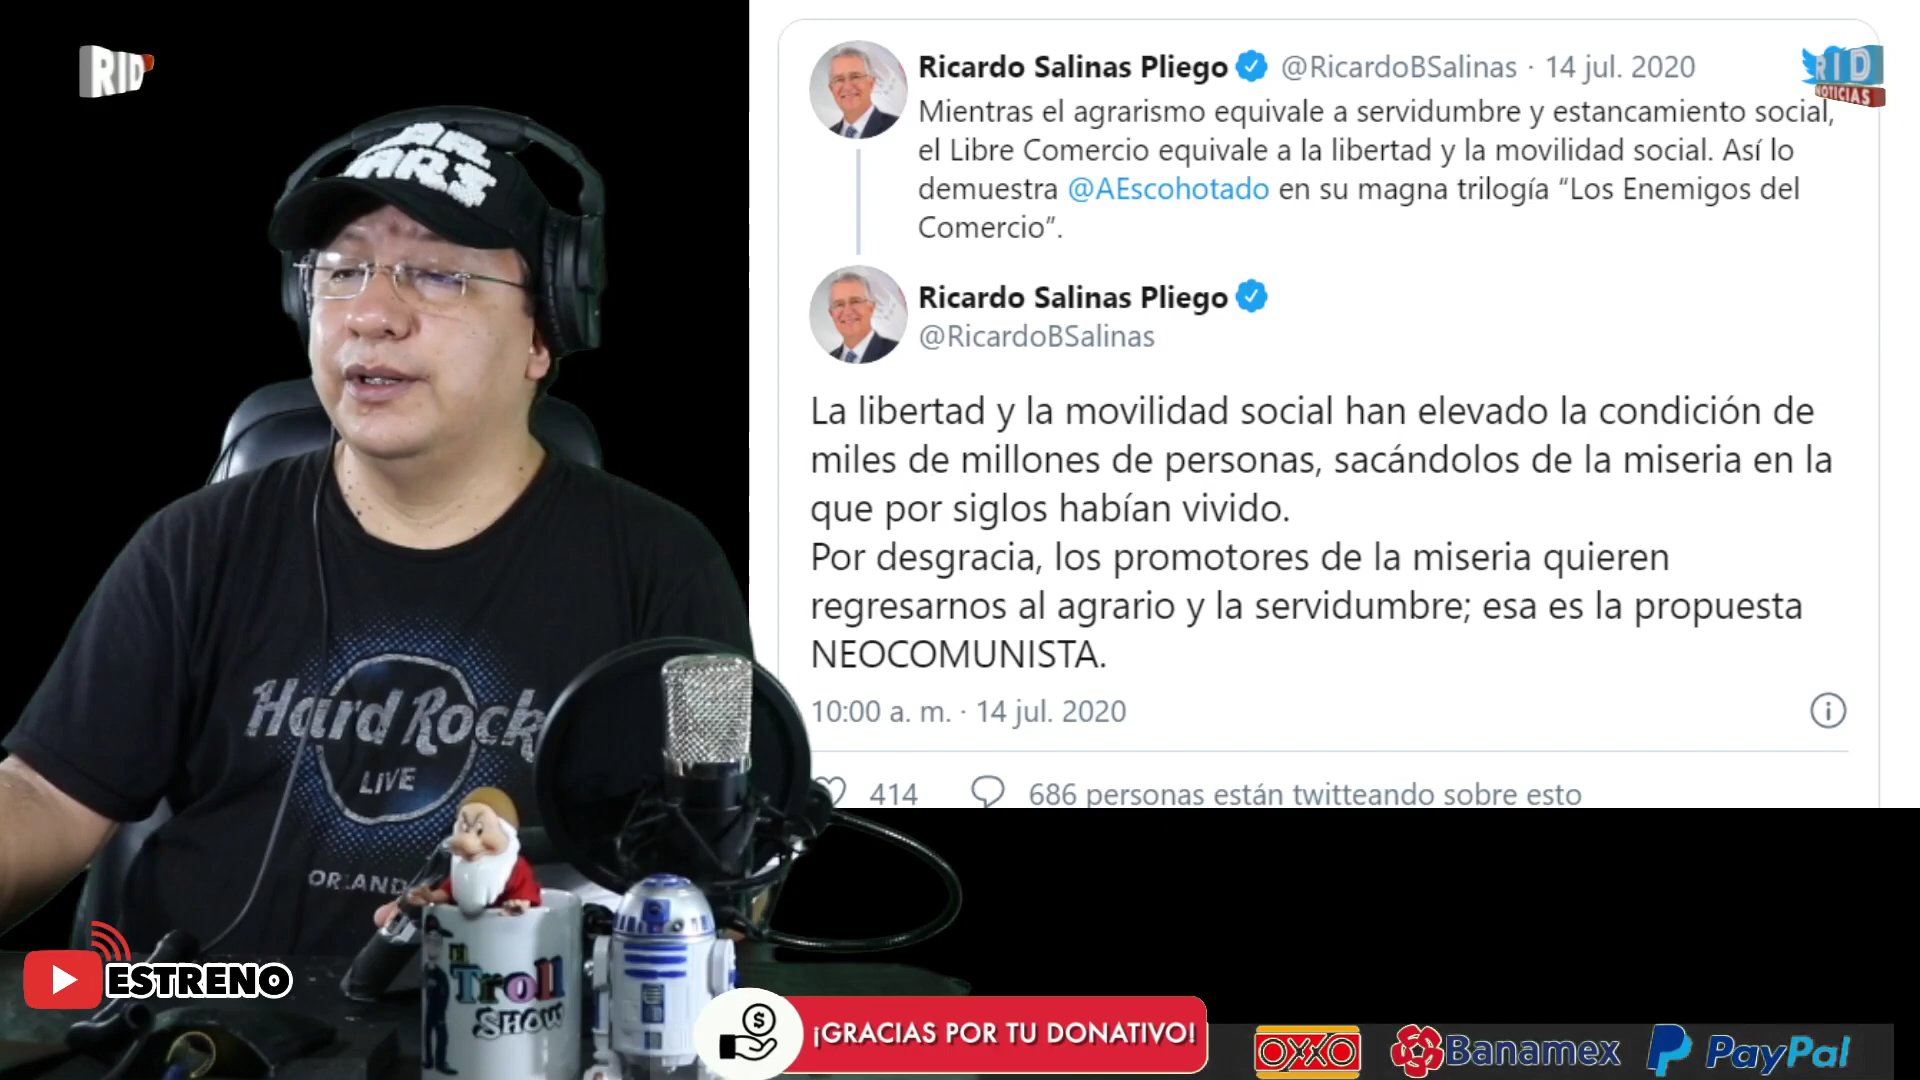 RID
Ricardo Salinas Pliego @RicardoBSalinas · 14 jul. 2020
RID
NOTICIAS
Mientras el agrarismo equivale a servidumbre y estancamiento social,
el Libre Comercio equivale a la libertad y la movilidad social. Así lo
demuestra @AEscohotado en su magna trilogía “Los Enemigos del
Comercio”.
Ricardo Salinas Pliego
@RicardoBSalinas
La libertad y la movilidad social han elevado la condición de
miles de millones de personas, sacándolos de la miseria en la
que por siglos habían vivido.
Por desgracia, los promotores de la miseria quieren
regresarnos al agrario y la servidumbre; esa es la propuesta
NEOCOMUNISTA.
10:00 a. m. · 14 jul. 2020
414 686 personas están twitteando sobre esto
WARS
Hard Rock
LIVE
El
Troll
Show
ESTRENO
¡GRACIAS POR TU DONATIVO!
OXXO
Banamex
PayPal